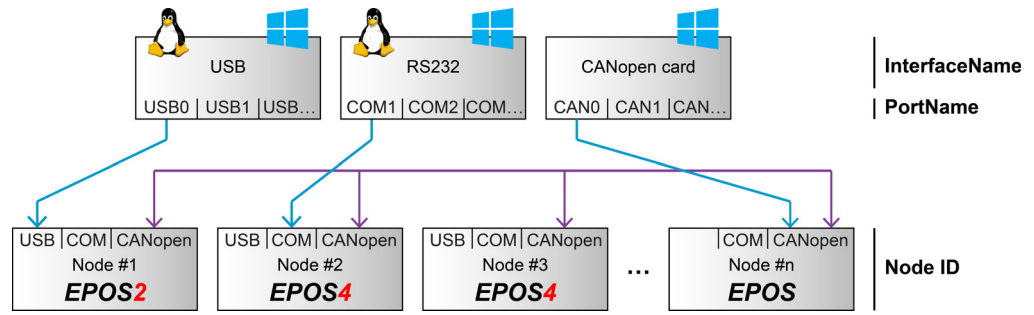 USB
RS232
CANopen card
InterfaceName
USB0 USB1 USB...
COM1 COM2 COM...
CAN0 CAN1 CAN...
PortName
USB COM CANopen
Node #1
EPOS2
USB COM CANopen
Node #2
EPOS4
USB COM CANopen
Node #3
EPOS4
...
COM CANopen
Node #n
EPOS
Node ID